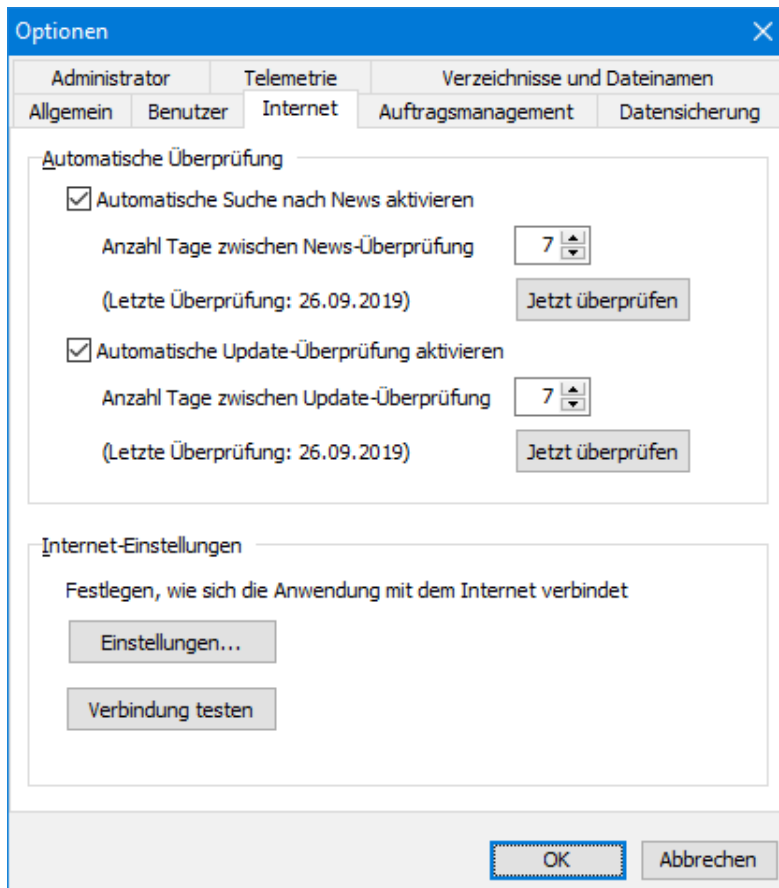 Optionen
Administrator Telemetrie Verzeichnisse und Dateinamen
Allgemein Benutzer Internet Auftragsmanagement Datensicherung
Automatische Überprüfung
Automatische Suche nach News aktivieren
Anzahl Tage zwischen News-Überprüfung 7
(Letzte Überprüfung: 26.09.2019) Jetzt überprüfen
Automatische Update-Überprüfung aktivieren
Anzahl Tage zwischen Update-Überprüfung 7
(Letzte Überprüfung: 26.09.2019) Jetzt überprüfen
Internet-Einstellungen
Festlegen, wie sich die Anwendung mit dem Internet verbindet
Einstellungen...
Verbindung testen
OK Abbrechen